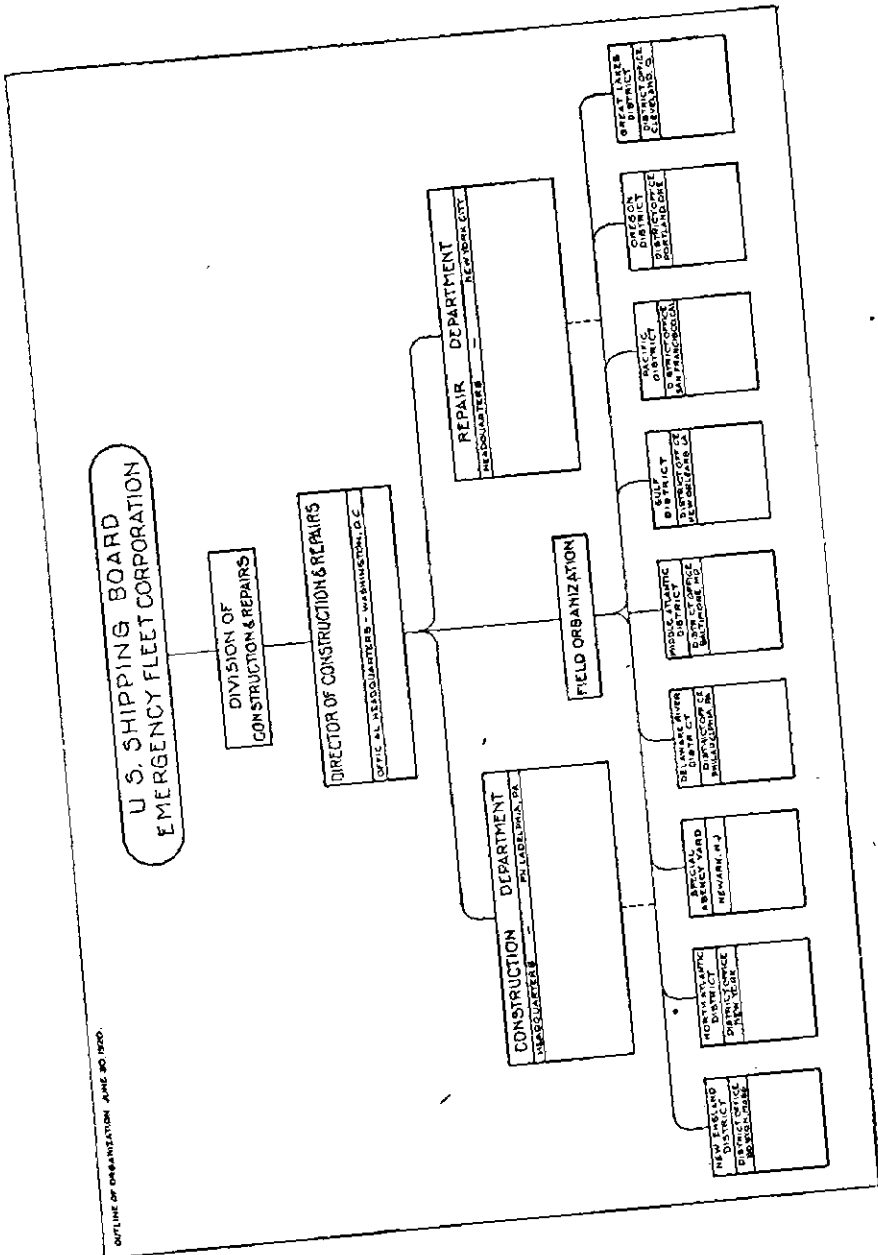 OUTLINE OF ORGANIZATION JUNE 30, 1920.
U. S. SHIPPING BOARD
EMERGENCY FLEET CORPORATION
DIVISION OF
CONSTRUCTION & REPAIRS
DIRECTOR OF CONSTRUCTION & REPAIRS
OFFICIAL HEADQUARTERS - WASHINGTON, D.C.
CONSTRUCTION DEPARTMENT
HEADQUARTERS - PHILADELPHIA, PA
REPAIR DEPARTMENT
HEADQUARTERS - NEW YORK CITY
FIELD ORGANIZATION
NEW ENGLAND
DISTRICT
DISTRICT OFFICE
BOSTON, MASS
NORTH ATLANTIC
DISTRICT
DISTRICT OFFICE
NEW YORK
SPECIAL
AGENCY YARD
NEWARK, N.J
DELAWARE RIVER
DISTRICT
DISTRICT OFFICE
PHILADELPHIA, PA
MIDDLE ATLANTIC
DISTRICT
DISTRICT OFFICE
BALTIMORE, MD
GULF
DISTRICT
DISTRICT OFFICE
NEW ORLEANS, LA
PACIFIC
DISTRICT
DISTRICT OFFICE
SAN FRANCISCO, CAL
OREGON
DISTRICT
DISTRICT OFFICE
PORTLAND, ORE
GREAT LAKES
DISTRICT
DISTRICT OFFICE
CLEVELAND, O.